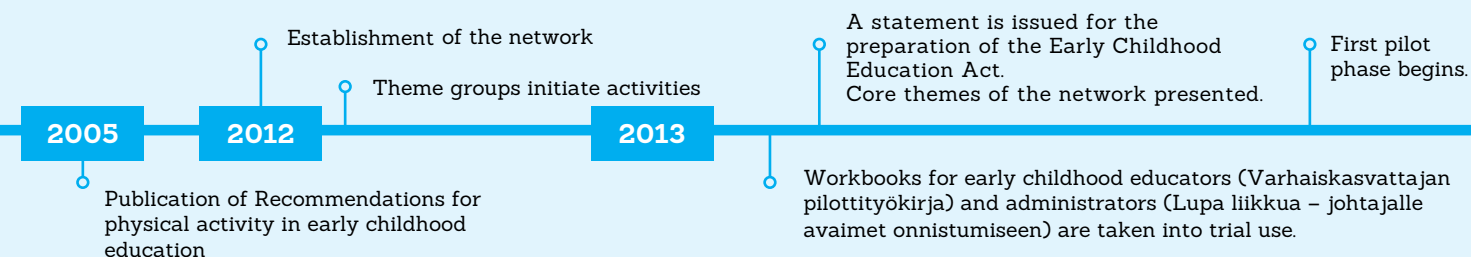 2005
Publication of Recommendations for
physical activity in early childhood
education
2012
Establishment of the network
Theme groups initiate activities
2013
Workbooks for early childhood educators (Varhaiskasvattajan
pilottityökirja) and administrators (Lupa liikkua – johtajalle
avaimet onnistumiseen) are taken into trial use.
A statement is issued for the
preparation of the Early Childhood
Education Act.
Core themes of the network presented.
First pilot
phase begins.